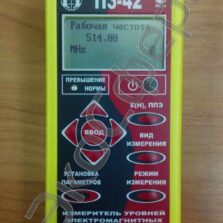 ПЗ-42
Рабочая частота
514.00
MHz
ПРЕВЫШЕНИЕ
НОРМЫ
E(H), ППЭ
ВВОД
ВИД
ИЗМЕРЕНИЯ
УСТАНОВКА
ПАРАМЕТРОВ
РЕЖИМ
ИЗМЕРЕНИЯ
ИЗМЕРИТЕЛЬ УРОВНЕЙ
ЭЛЕКТРОМАГНИТНЫХ